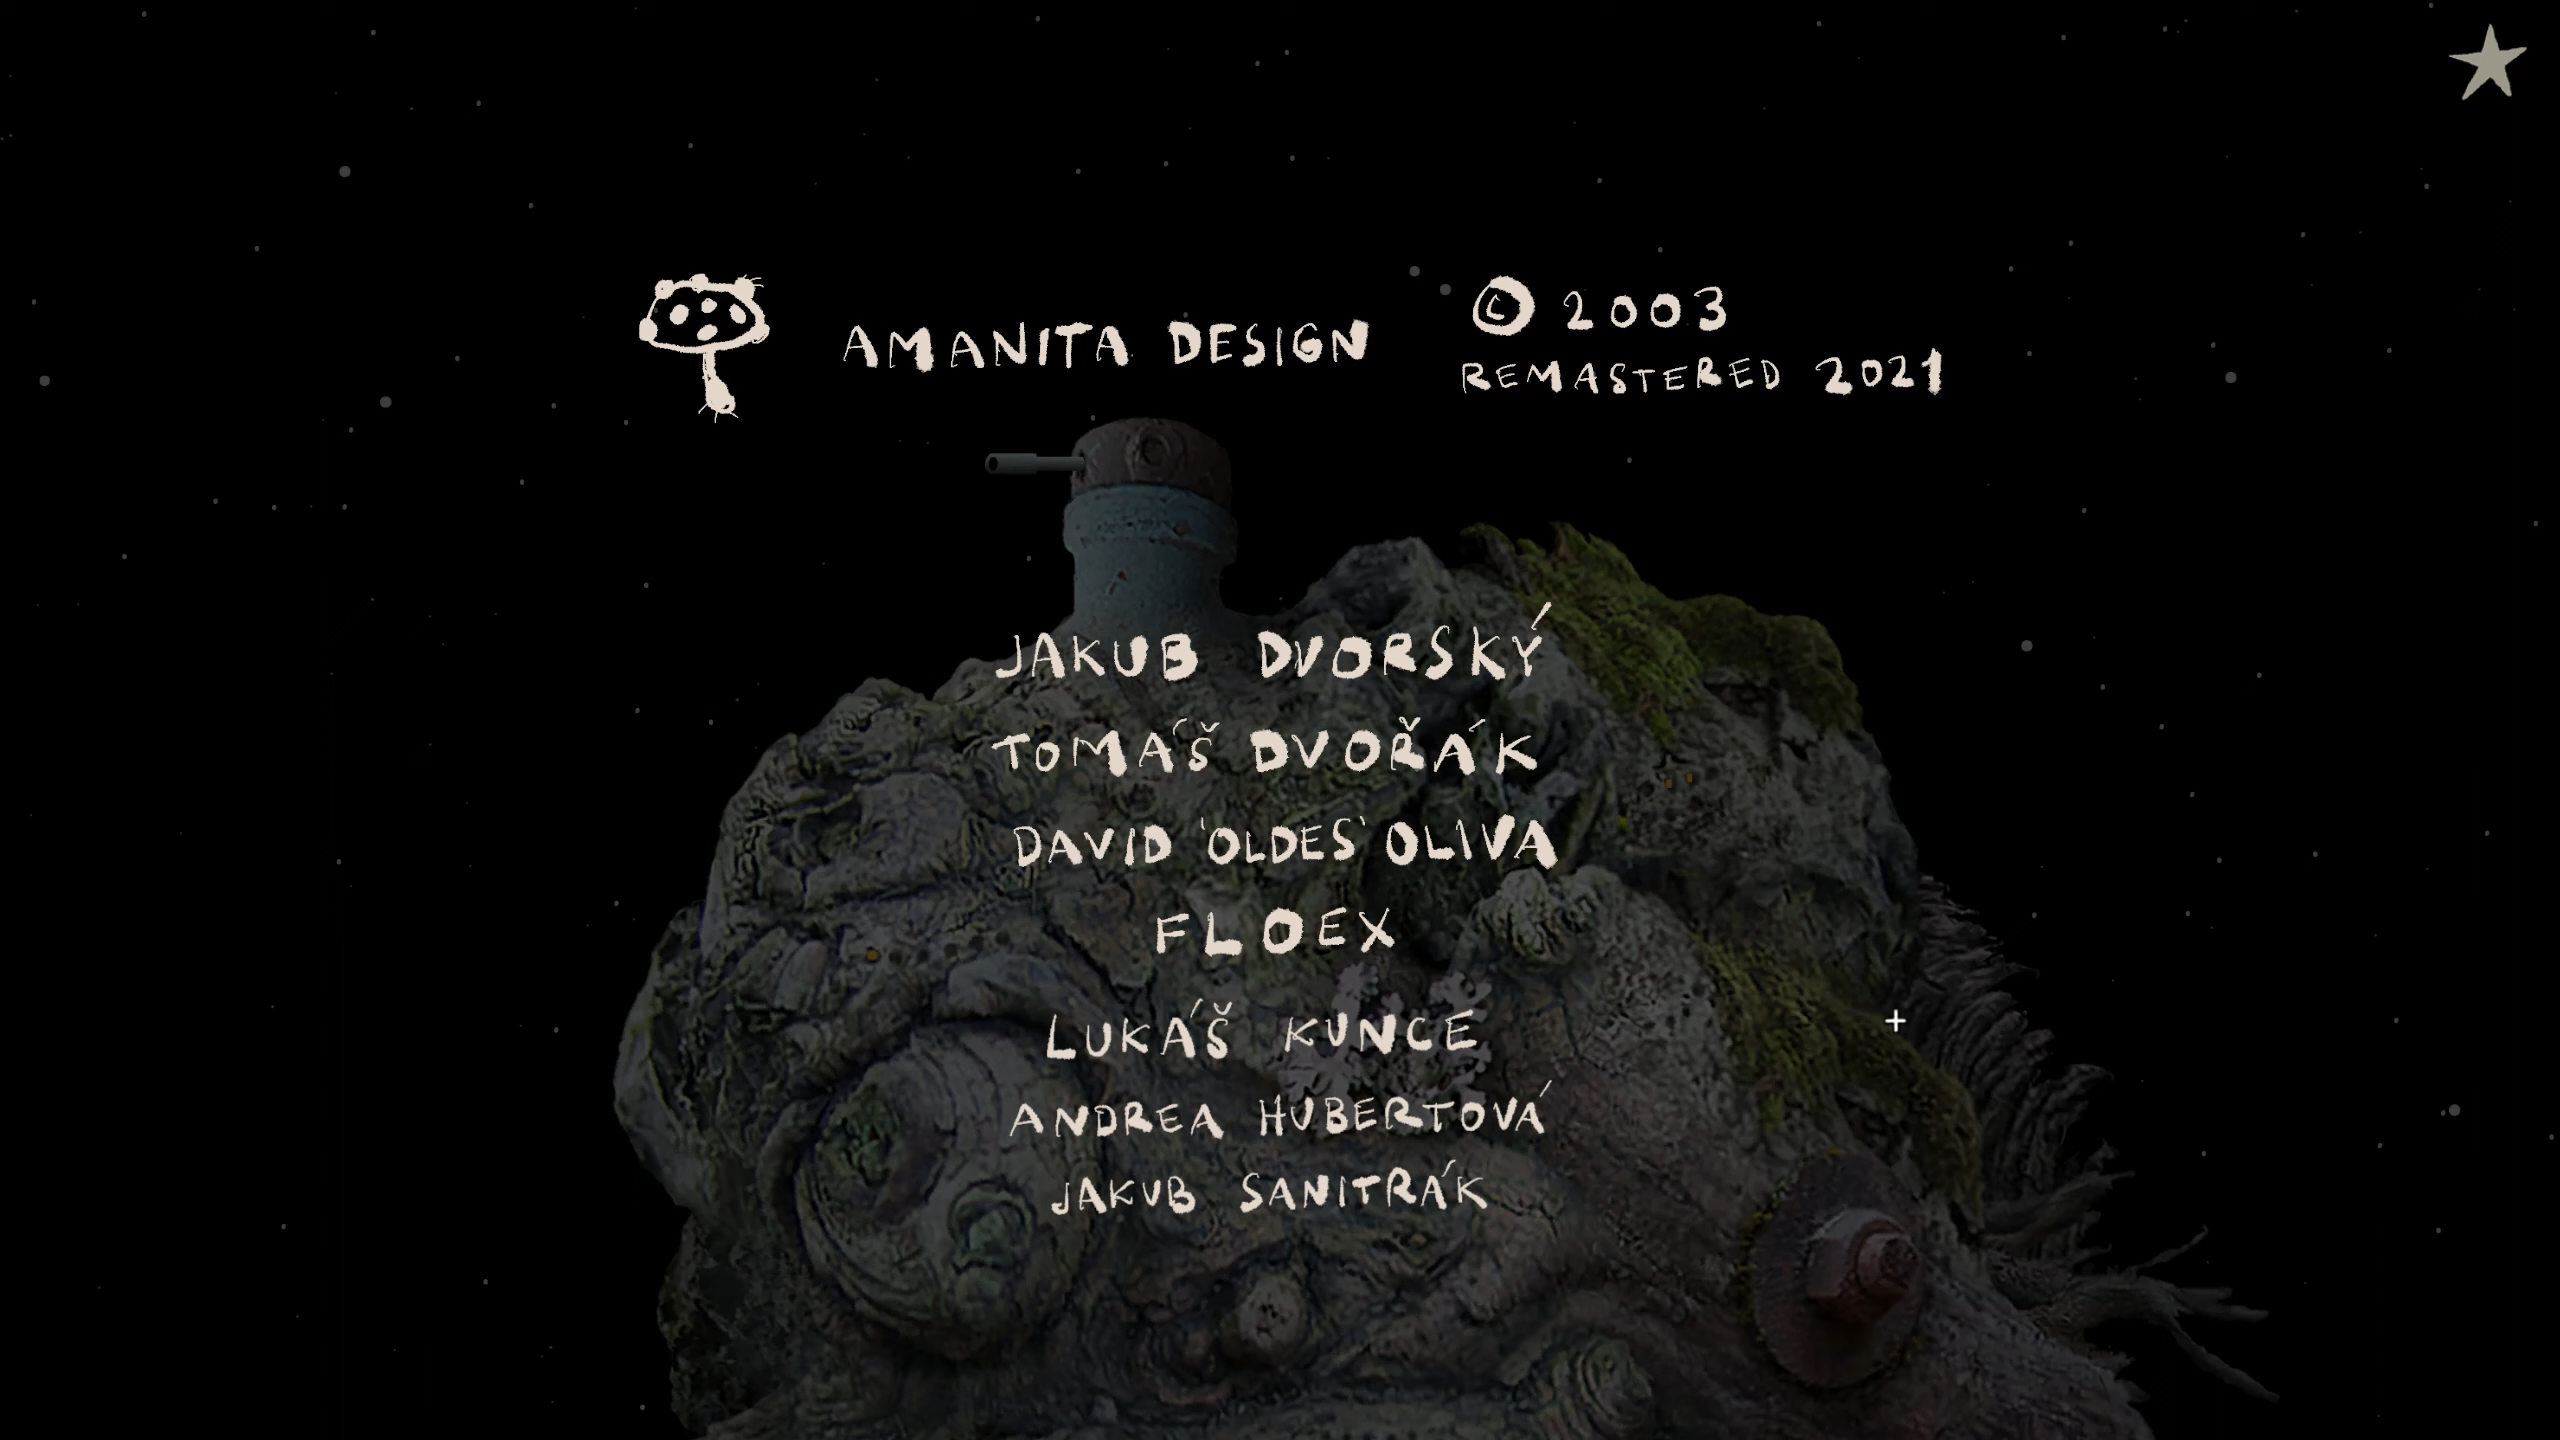 AMANITA DESIGN
© 2003
REMASTERED 2021
JAKUB DVORSKÝ
TOMÁŠ DVOŘÁK
DAVID 'OLDES' OLIVA
FLOEX
LUKÁŠ KUNCE
ANDREA HUBERTOVÁ
JAKUB SANITRÁK